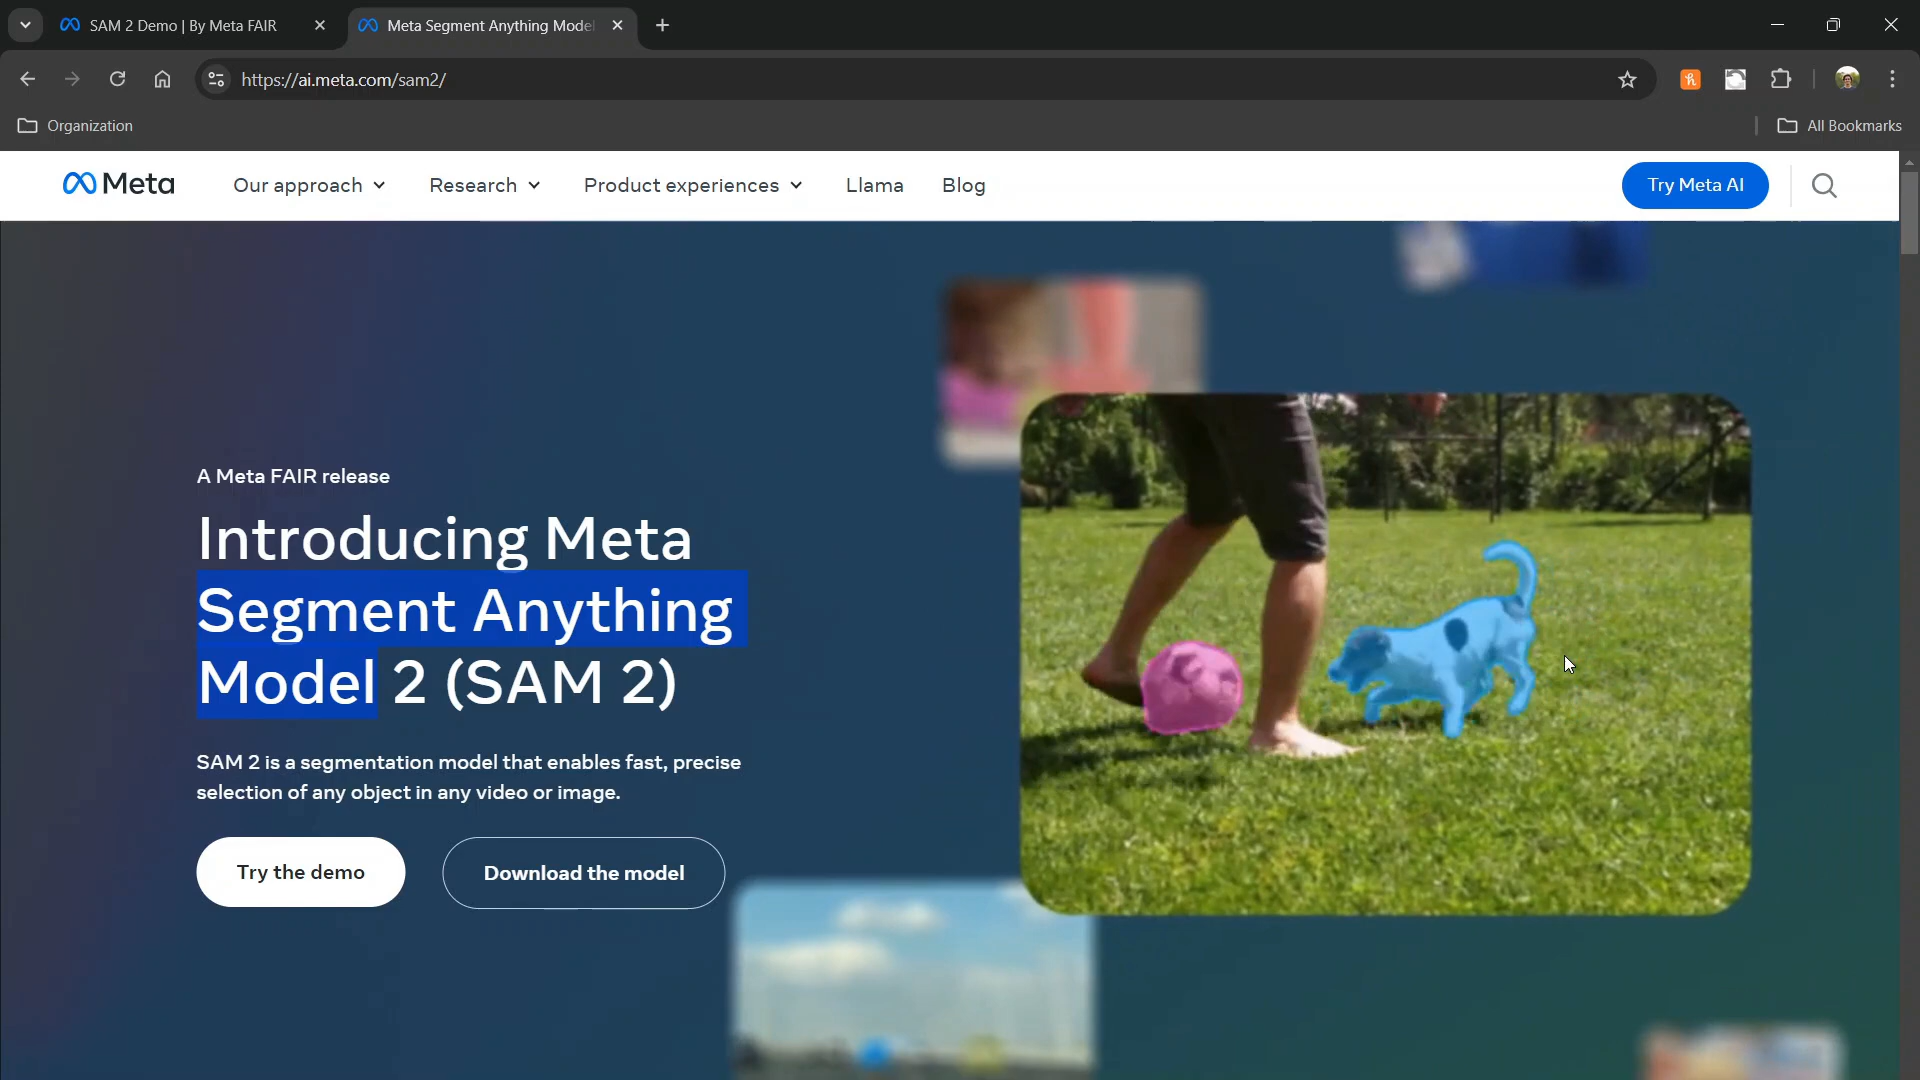 SAM 2 Demo | By Meta FAIR
Meta Segment Anything Model
https://ai.meta.com/sam2/
Organization
All Bookmarks
Meta
Our approach
Research
Product experiences
Llama
Blog
Try Meta AI
A Meta FAIR release
Introducing Meta
Segment Anything
Model 2 (SAM 2)
SAM 2 is a segmentation model that enables fast, precise
selection of any object in any video or image.
Try the demo
Download the model